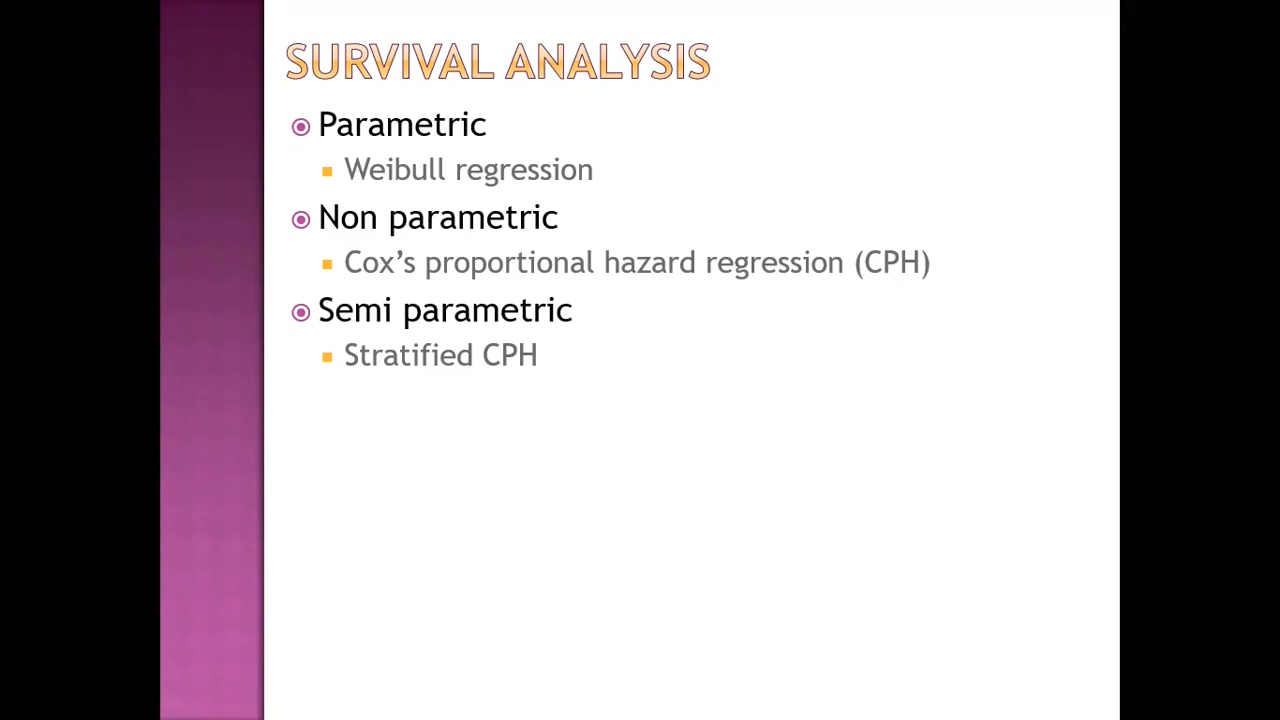 SURVIVAL ANALYSIS
Parametric
Weibull regression
Non parametric
Cox’s proportional hazard regression (CPH)
Semi parametric
Stratified CPH